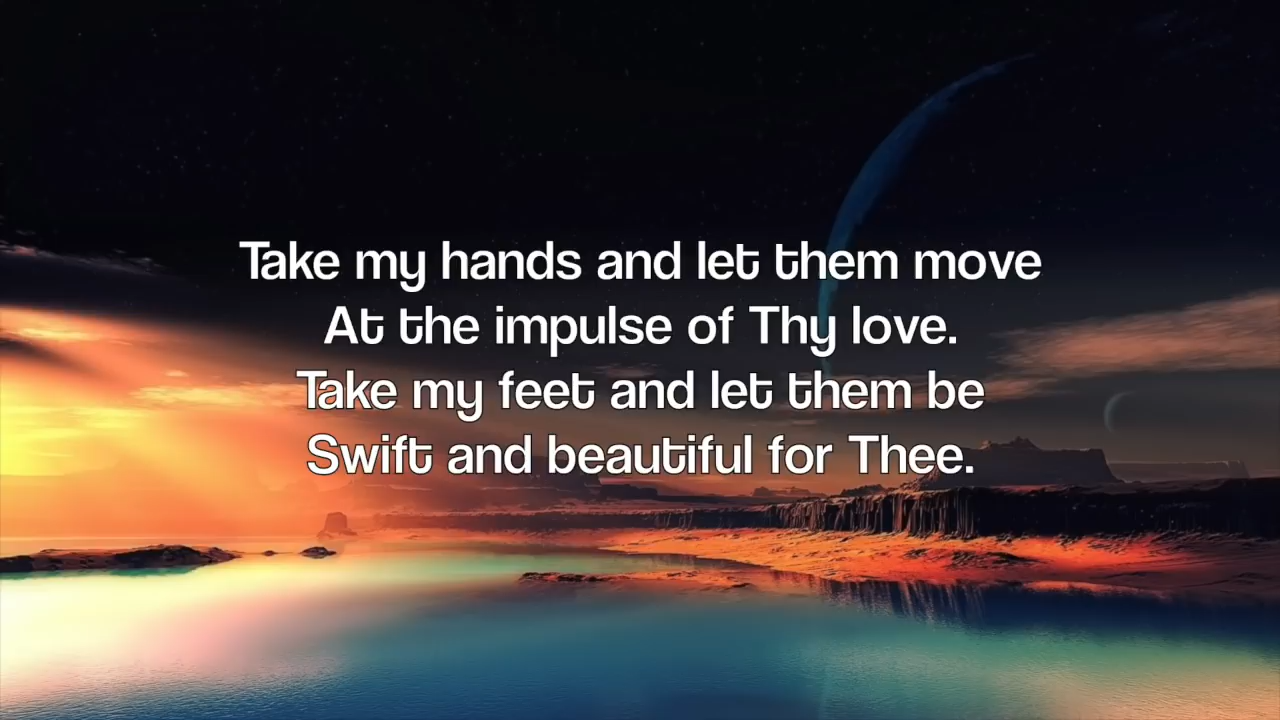 Take my hands and let them move
At the impulse of Thy love.
Take my feet and let them be
Swift and beautiful for Thee.